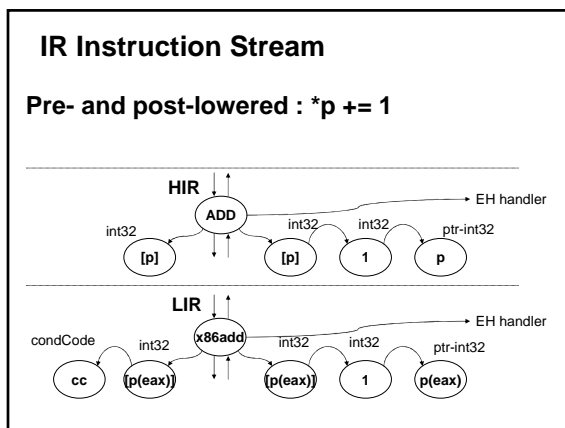 IR Instruction Stream
Pre- and post-lowered : *p += 1
HIR
EH handler
ADD
int32
int32
int32
ptr-int32
[p]
[p]
1
p
LIR
EH handler
x86add
condCode
int32
int32
int32
ptr-int32
cc
[p(eax)]
[p(eax)]
1
p(eax)